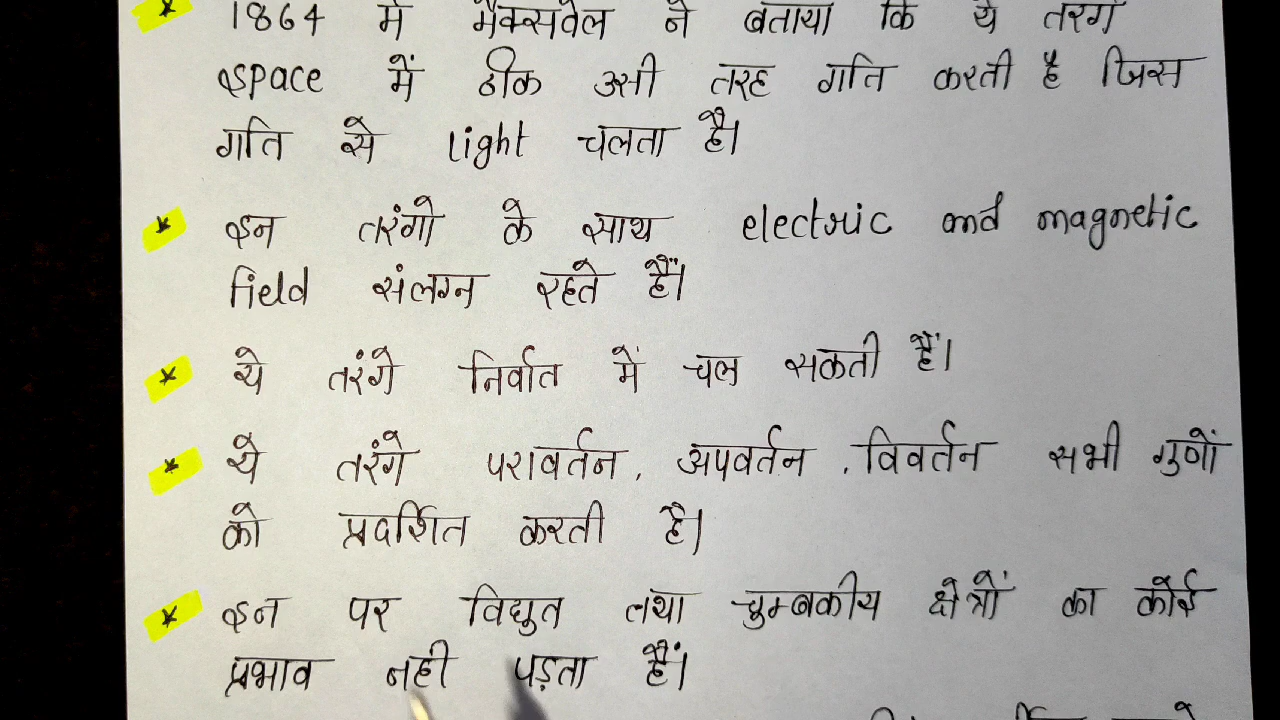 * 1864 में मैक्सवेल ने बताया कि ये तरंगे
space में ठीक उसी तरह गति करती है जिस
गति से light चलता है।
* इन तरंगो के साथ electric and magnetic
field संलग्न रहते हैं।
* ये तरंगे निर्वात में चल सकती हैं।
* ये तरंगे परावर्तन, अपवर्तन, विवर्तन सभी गुणों
को प्रदर्शित करती है।
* इन पर विद्युत तथा चुम्बकीय क्षेत्रों का कोई
प्रभाव नही पड़ता हैं।